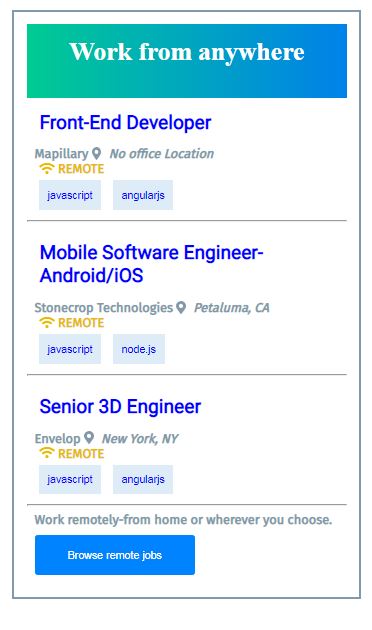 Work from anywhere
Front-End Developer
Mapillary No office Location
REMOTE
javascript angularjs
Mobile Software Engineer-
Android/iOS
Stonecrop Technologies Petaluma, CA
REMOTE
javascript node.js
Senior 3D Engineer
Envelop New York, NY
REMOTE
javascript angularjs
Work remotely-from home or wherever you choose.
Browse remote jobs